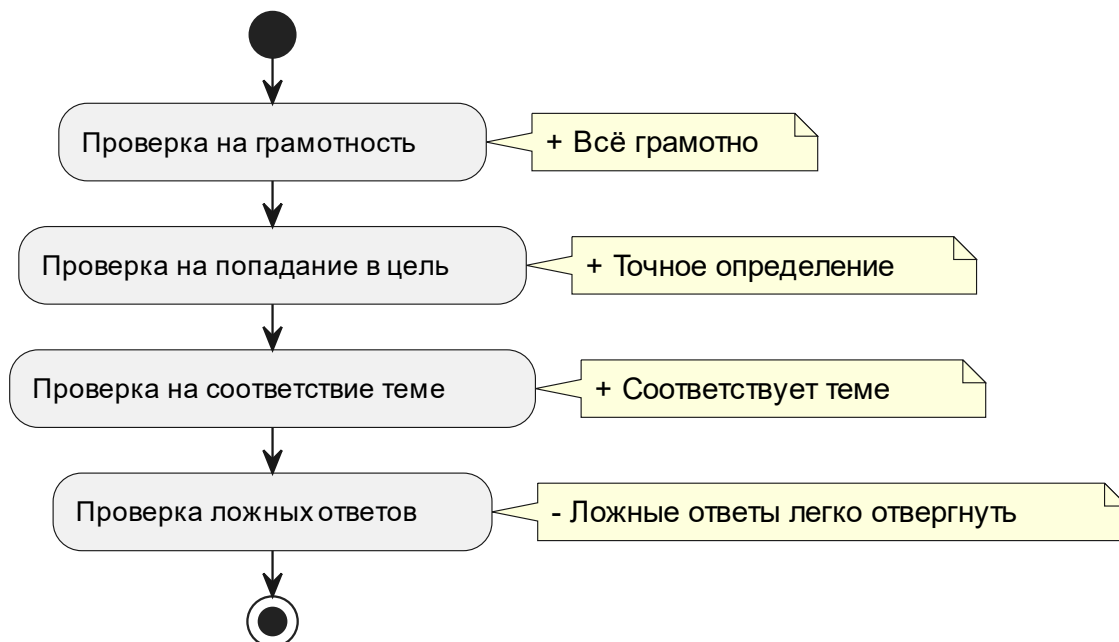 Проверка на грамотность
+ Всё грамотно
Проверка на попадание в цель
+ Точное определение
Проверка на соответствие теме
+ Соответствует теме
Проверка ложных ответов
- Ложные ответы легко отвергнуть